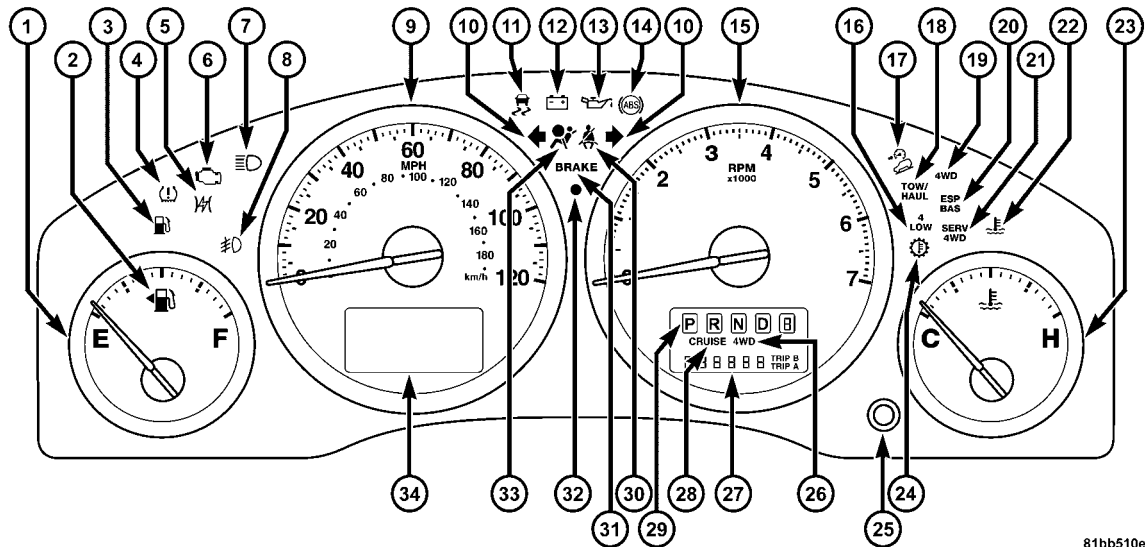 1 2 3 4 5 6 7 8 9 10 11 12 13 14 10 15 16 17 18 19 20 21 22 23
ABS
E F
0 20 40 60 80 100 120
MPH
20 40 60 80 100 120 140 160 180
km/h
BRAKE
1 2 3 4 5 6 7
RPM
x1000
TOW/
HAUL
4WD
ESP
BAS
4
LOW
SERV
4WD
P R N D 8
CRUISE 4WD
888888 TRIP B
TRIP A
C H
34 33 32 31 30 29 28 27 26 25 24
81bb510e